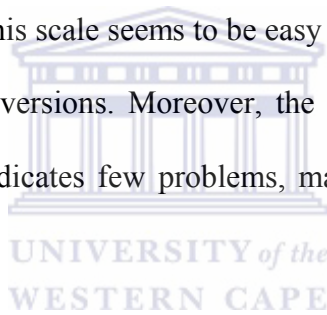 his scale seems to be easy
versions. Moreover, the
dicates few problems, ma
UNIVERSITY of the
WESTERN CAPE